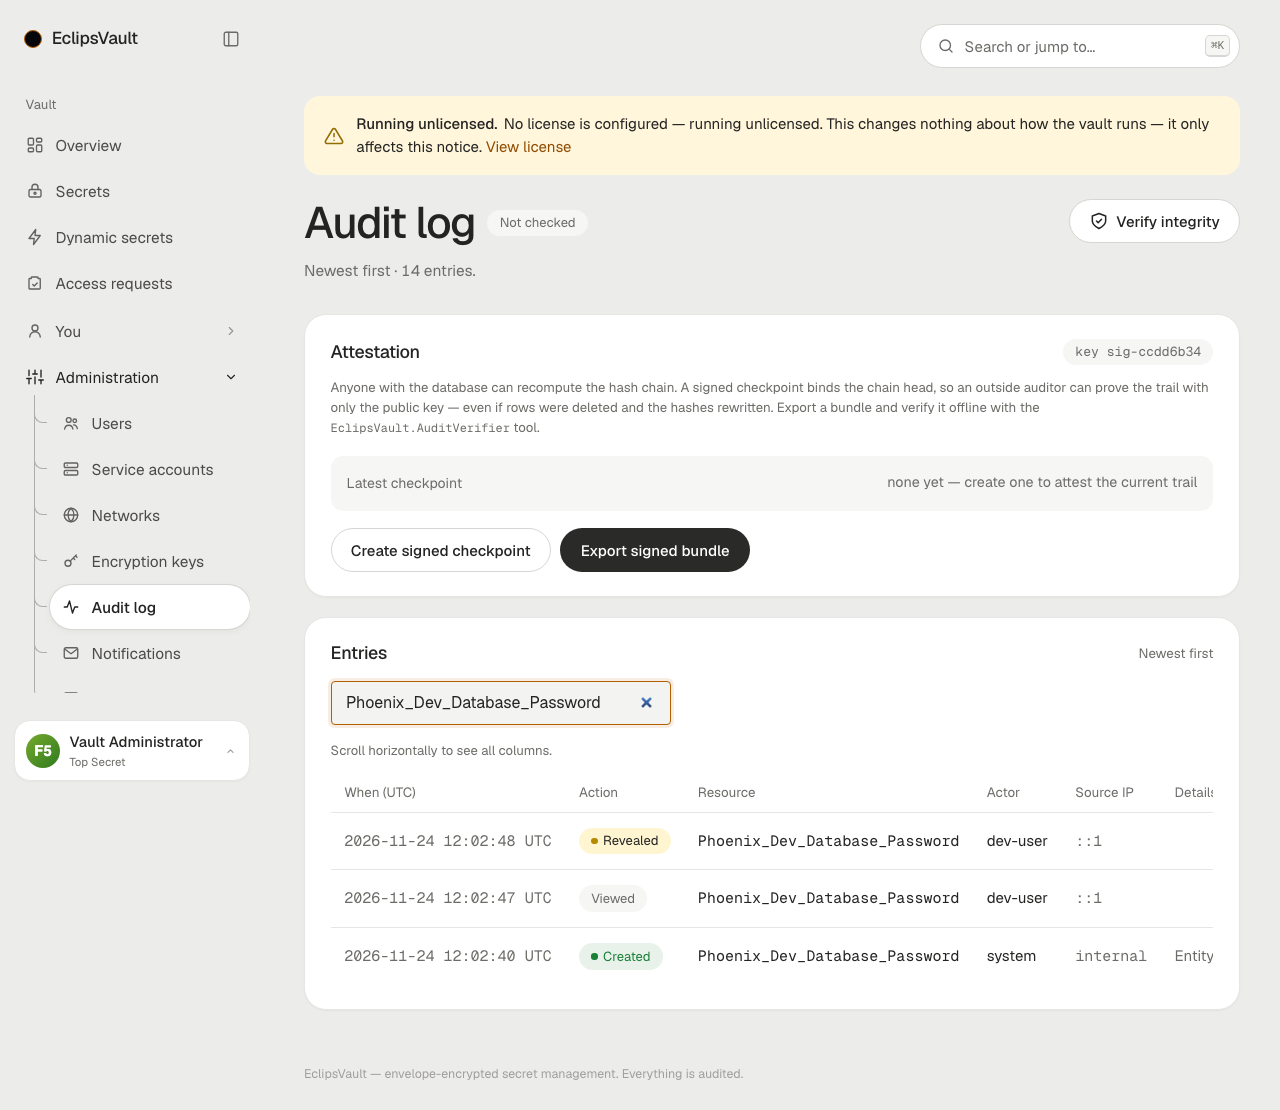 EclipsVault
Search or jump to...
⌘K
Vault
Overview
Secrets
Dynamic secrets
Access requests
You
Administration
Users
Service accounts
Networks
Encryption keys
Audit log
Notifications
F5
Vault Administrator
Top Secret
Running unlicensed. No license is configured — running unlicensed. This changes nothing about how the vault runs — it only
affects this notice. View license
Audit log
Not checked
Verify integrity
Newest first · 14 entries.
Attestation
key sig-ccdd6b34
Anyone with the database can recompute the hash chain. A signed checkpoint binds the chain head, so an outside auditor can prove the trail with
only the public key — even if rows were deleted and the hashes rewritten. Export a bundle and verify it offline with the
EclipsVault.AuditVerifier tool.
Latest checkpoint
none yet — create one to attest the current trail
Create signed checkpoint
Export signed bundle
Entries
Newest first
Phoenix_Dev_Database_Password
Scroll horizontally to see all columns.
When (UTC) Action Resource Actor Source IP Details
2026-11-24 12:02:48 UTC Revealed Phoenix_Dev_Database_Password dev-user ::1
2026-11-24 12:02:47 UTC Viewed Phoenix_Dev_Database_Password dev-user ::1
2026-11-24 12:02:40 UTC Created Phoenix_Dev_Database_Password system internal Entity
EclipsVault — envelope-encrypted secret management. Everything is audited.